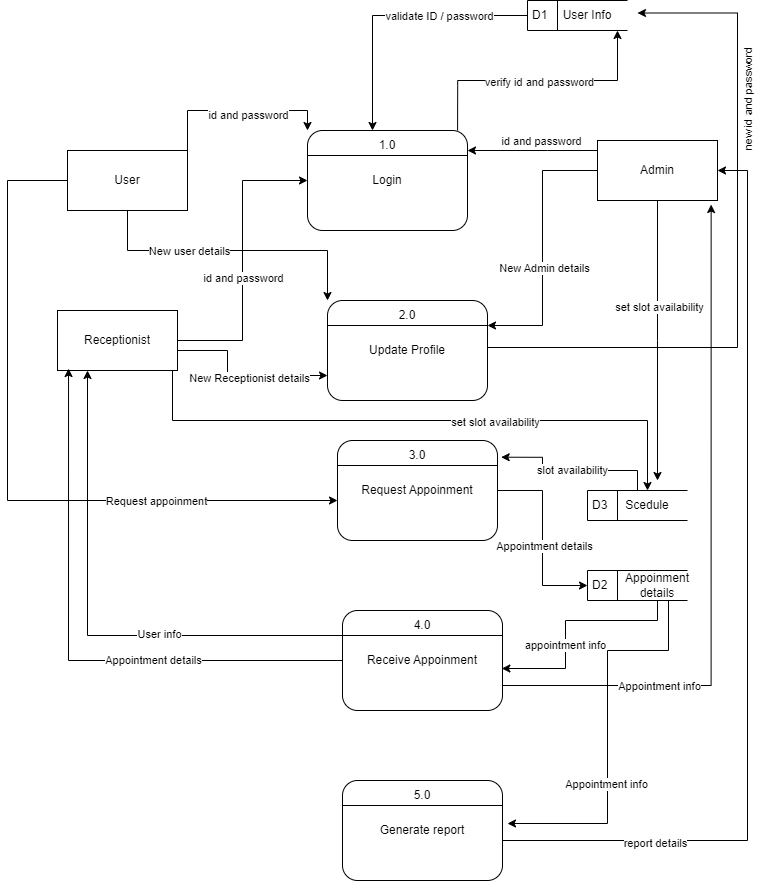 validate ID / password
D1
User Info
verify id and password
new id and password
id and password
1.0
id and password
User
Login
Admin
New user details
id and password
New Admin details
set slot availability
2.0
Receptionist
Update Profile
New Receptionist details
set slot availability
3.0
slot availability
Request Appoinment
Request appoinment
D3
Scedule
Appointment details
D2
Appoinment
details
4.0
User info
appointment info
Appointment details
Receive Appoinment
Appointment info
Appointment info
5.0
Generate report
report details